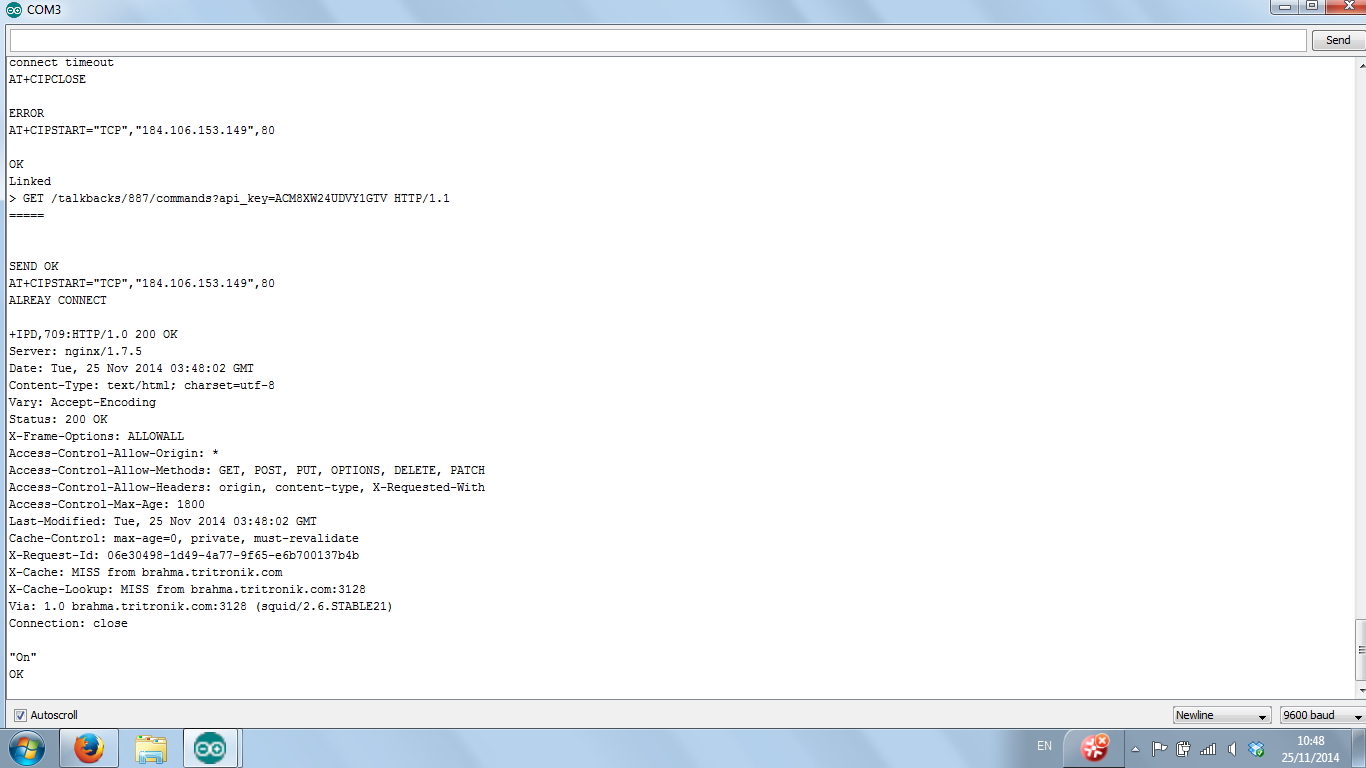 COM3
Send
connect timeout
AT+CIPCLOSE
ERROR
AT+CIPSTART="TCP","184.106.153.149",80
OK
Linked
> GET /talkbacks/887/commands?api_key=ACM8XW24UDVY1GTV HTTP/1.1
=====
SEND OK
AT+CIPSTART="TCP","184.106.153.149",80
ALREAY CONNECT
+IPD,709:HTTP/1.0 200 OK
Server: nginx/1.7.5
Date: Tue, 25 Nov 2014 03:48:02 GMT
Content-Type: text/html; charset=utf-8
Vary: Accept-Encoding
Status: 200 OK
X-Frame-Options: ALLOWALL
Access-Control-Allow-Origin: *
Access-Control-Allow-Methods: GET, POST, PUT, OPTIONS, DELETE, PATCH
Access-Control-Allow-Headers: origin, content-type, X-Requested-With
Access-Control-Max-Age: 1800
Last-Modified: Tue, 25 Nov 2014 03:48:02 GMT
Cache-Control: max-age=0, private, must-revalidate
X-Request-Id: 06e30498-1d49-4a77-9f65-e6b700137b4b
X-Cache: MISS from brahma.tritronik.com
X-Cache-Lookup: MISS from brahma.tritronik.com:3128
Via: 1.0 brahma.tritronik.com:3128 (squid/2.6.STABLE21)
Connection: close
"On"
OK
Autoscroll
Newline
9600 baud
EN
10:48
25/11/2014